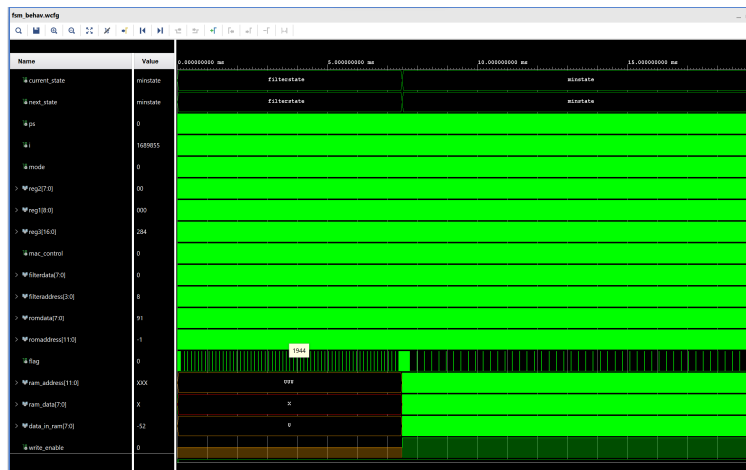 fsm_behav.wcfg
Name Value
0.000000000 ms 5.000000000 ms 10.000000000 ms 15.000000000 ms
current_state minstate filterstate minstate
next_state minstate filterstate minstate
ps 0
i 1689855
mode 0
reg2[7:0] 00
reg1[8:0] 000
reg3[16:0] 284
mac_control 0
filterdata[7:0] 0
filteraddress[3:0] 8
romdata[7:0] 91
romaddress[11:0] -1
1944
flag 0
ram_address[11:0] XXX UUU
ram_data[7:0] X X
data_in_ram[7:0] -52 U
write_enable 0